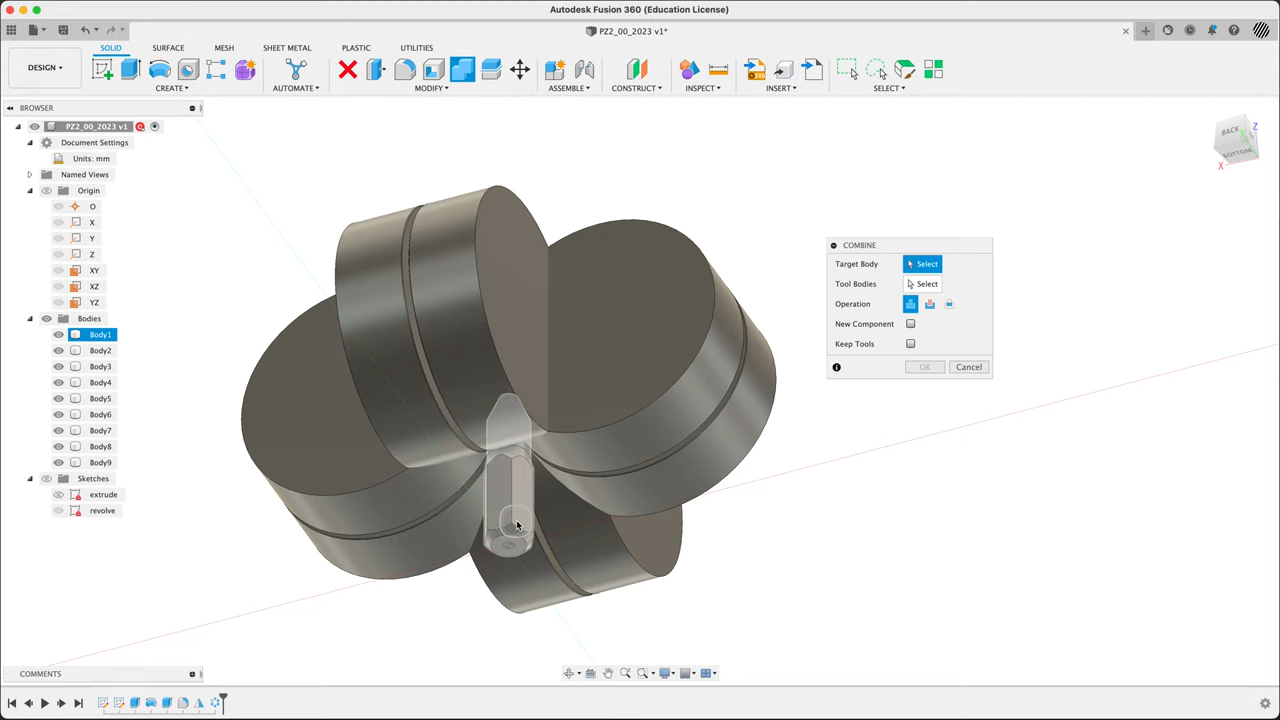 Autodesk Fusion 360 (Education License)
PZ2_00_2023 v1*
SOLID SURFACE MESH SHEET METAL PLASTIC UTILITIES
DESIGN
CREATE AUTOMATE MODIFY ASSEMBLE CONSTRUCT INSPECT INSERT SELECT
BROWSER
PZ2_00_2023 v1
Document Settings
Units: mm
Named Views
Origin
O
X
Y
Z
XY
XZ
YZ
Bodies
Body1
Body2
Body3
Body4
Body5
Body6
Body7
Body8
Body9
Sketches
extrude
revolve
BACK
BOTTOM
Z
X
COMBINE
Target Body Select
Tool Bodies Select
Operation
New Component
Keep Tools
OK Cancel
COMMENTS